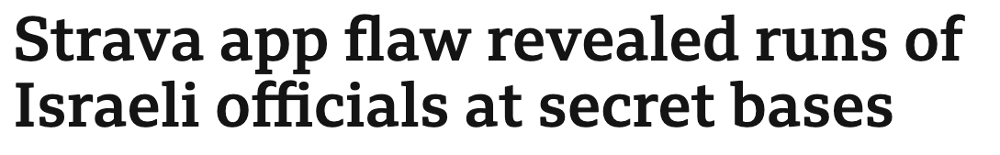 Strava app flaw revealed runs of
Israeli officials at secret bases